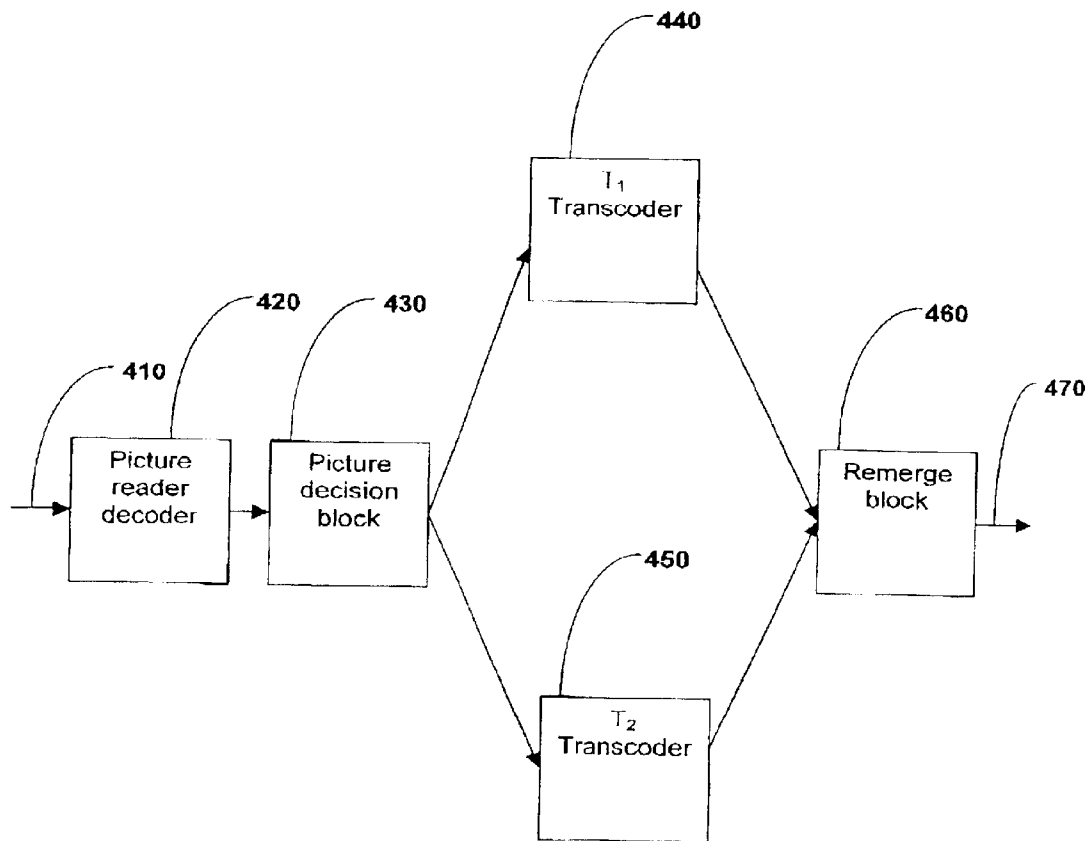 440
T₁
Transcoder
420
430
460
410
470
Picture
reader
decoder
Picture
decision
block
Remerge
block
450
T₂
Transcoder